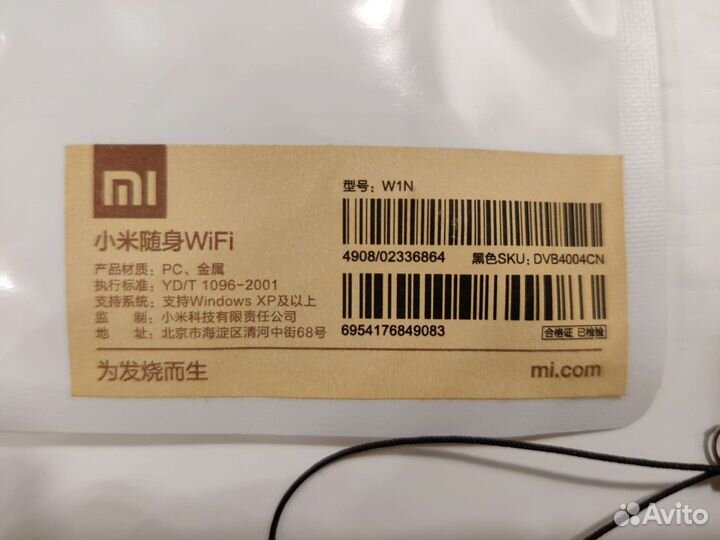 mi
小米随身WiFi
产品材质：PC、金属
执行标准：YD/T 1096-2001
支持系统：支持Windows XP及以上
监 制：小米科技有限责任公司
地 址：北京市海淀区清河中街68号
为发烧而生
型号：W1N
4908/02336864 黑色SKU：DVB4004CN
6954176849083 合格证 已检验
mi.com
Avito